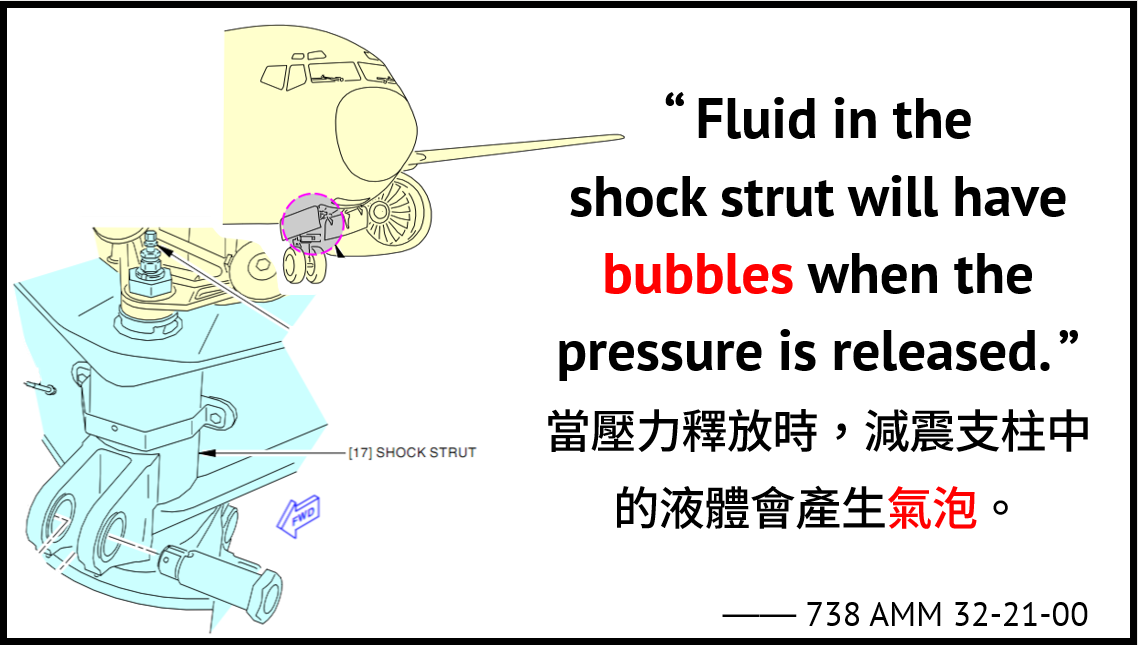 “ Fluid in the
shock strut will have
bubbles when the
pressure is released. ”
當壓力釋放時，減震支柱中
的液體會產生氣泡。
[17] SHOCK STRUT
FWD
—— 738 AMM 32-21-00